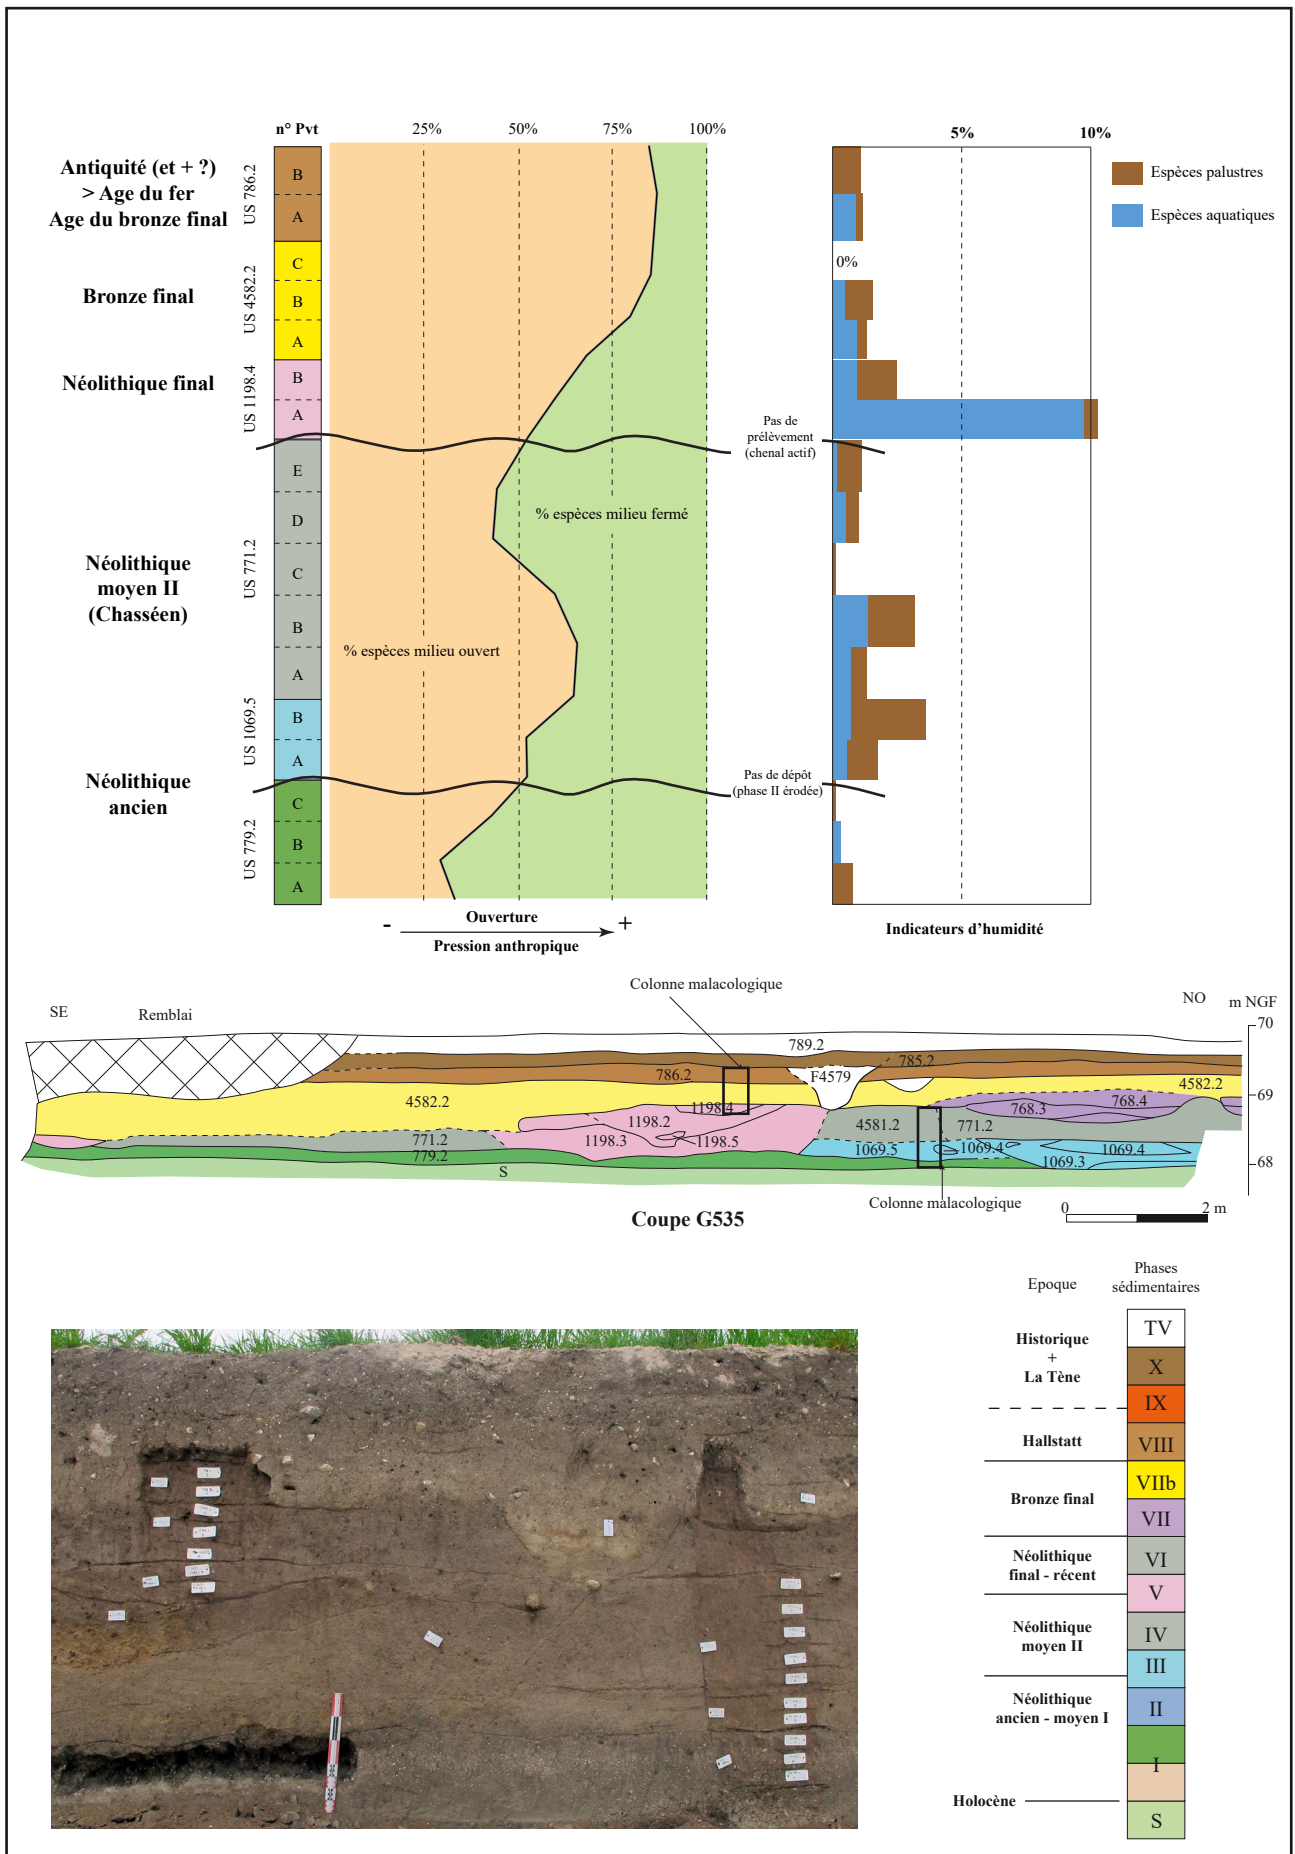 n° Pvt 25% 50% 75% 100% 5% 10%
Antiquité (et + ?)
> Age du fer
Age du bronze final
US 786.2
B
A
Espèces palustres
Espèces aquatiques
Bronze final
US 4582.2
C
B
A
0%
Néolithique final
US 1198.4
B
A
Pas de
prélèvement
(chenal actif)
Néolithique
moyen II
(Chasséen)
US 771.2
E
D
C
B
A
% espèces milieu fermé
% espèces milieu ouvert
US 1069.5
B
A
Pas de dépôt
(phase II érodée)
Néolithique
ancien
US 779.2
C
B
A
- Ouverture +
Pression anthropique
Indicateurs d'humidité
Colonne malacologique
SE Remblai NO m NGF
70
789.2
785.2
786.2
F4579
4582.2
69
4582.2
1198.4
768.4
768.3
1198.2
4581.2
771.2
771.2
1198.3
1198.5
1069.5
1069.4
1069.4
779.2
1069.3
68
S
Colonne malacologique
0 2 m
Coupe G535
Epoque
Phases
sédimentaires
Historique
+
La Tène
TV
X
IX
Hallstatt
VIII
Bronze final
VIIb
VII
Néolithique
final - récent
VI
V
Néolithique
moyen II
IV
III
Néolithique
ancien - moyen I
II
I
Holocène
S